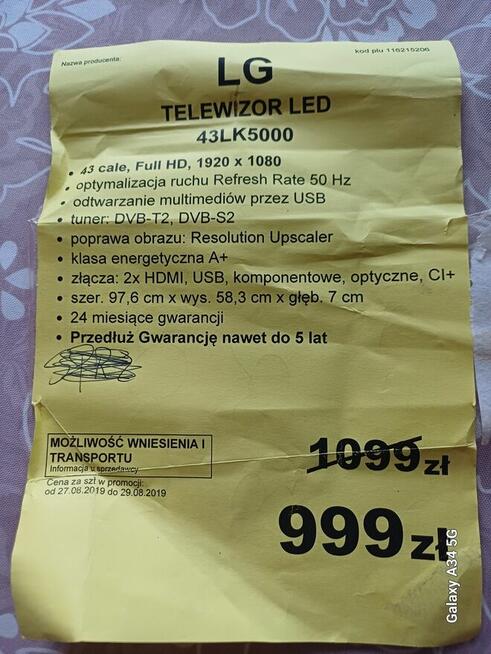 Nazwa producenta:
kod plu 116215206
LG
TELEWIZOR LED
43LK5000
• 43 cale, Full HD, 1920 x 1080
• optymalizacja ruchu Refresh Rate 50 Hz
• odtwarzanie multimediów przez USB
• tuner: DVB-T2, DVB-S2
• poprawa obrazu: Resolution Upscaler
• klasa energetyczna A+
• złącza: 2x HDMI, USB, komponentowe, optyczne, CI+
• szer. 97,6 cm x wys. 58,3 cm x głęb. 7 cm
• 24 miesiące gwarancji
• Przedłuż Gwarancję nawet do 5 lat
MOŻLIWOŚĆ WNIESIENIA I
TRANSPORTU
Informacja u sprzedawcy
Cena za szt w promocji:
od 27.08.2019 do 29.08.2019
1099 zł
999 zł
Galaxy A34 5G